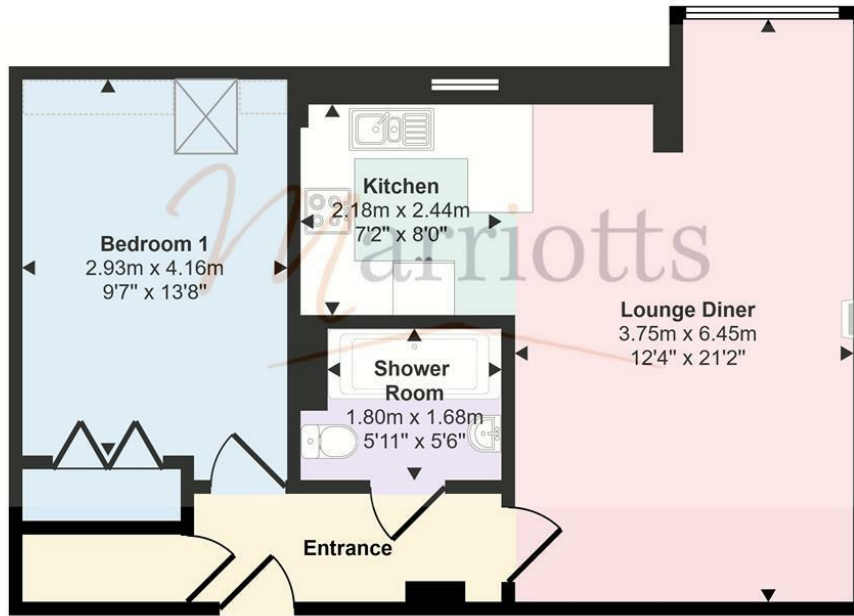 Bedroom 1
2.93m x 4.16m
9'7" x 13'8"
Kitchen
2.18m x 2.44m
7'2" x 8'0"
Marriotts
Lounge Diner
3.75m x 6.45m
12'4" x 21'2"
Shower
Room
1.80m x 1.68m
5'11" x 5'6"
Entrance